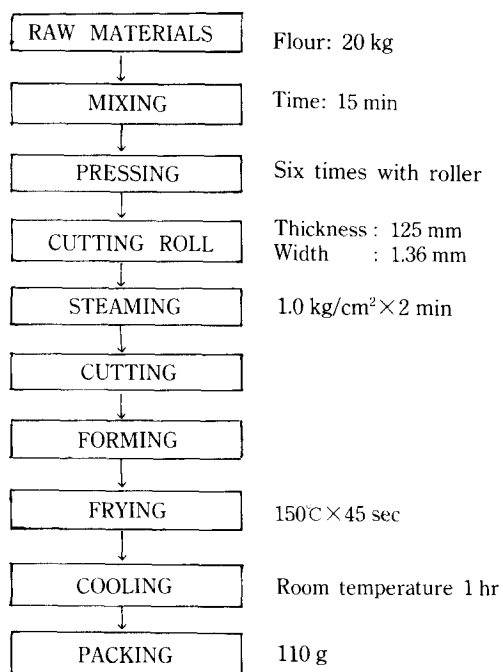 RAW MATERIALS Flour: 20 kg
MIXING Time: 15 min
PRESSING Six times with roller
CUTTING ROLL Thickness : 125 mm
Width : 1.36 mm
STEAMING 1.0 kg/cm²×2 min
CUTTING
FORMING
FRYING 150℃×45 sec
COOLING Room temperature 1 hr
PACKING 110 g